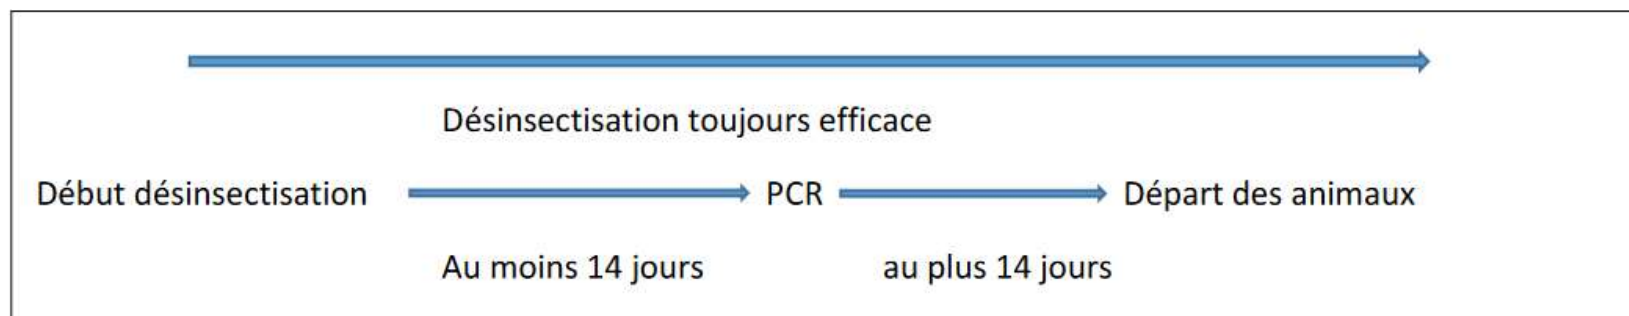 Désinsectisation toujours efficace
Début désinsectisation PCR Départ des animaux
Au moins 14 jours au plus 14 jours